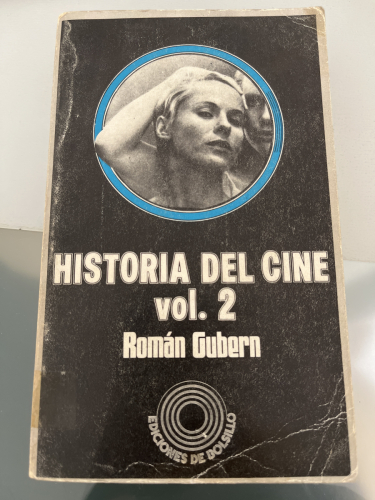 HISTORIA DEL CINE
vol. 2
Román Gubern
EDICIONES DE BOLSILLO